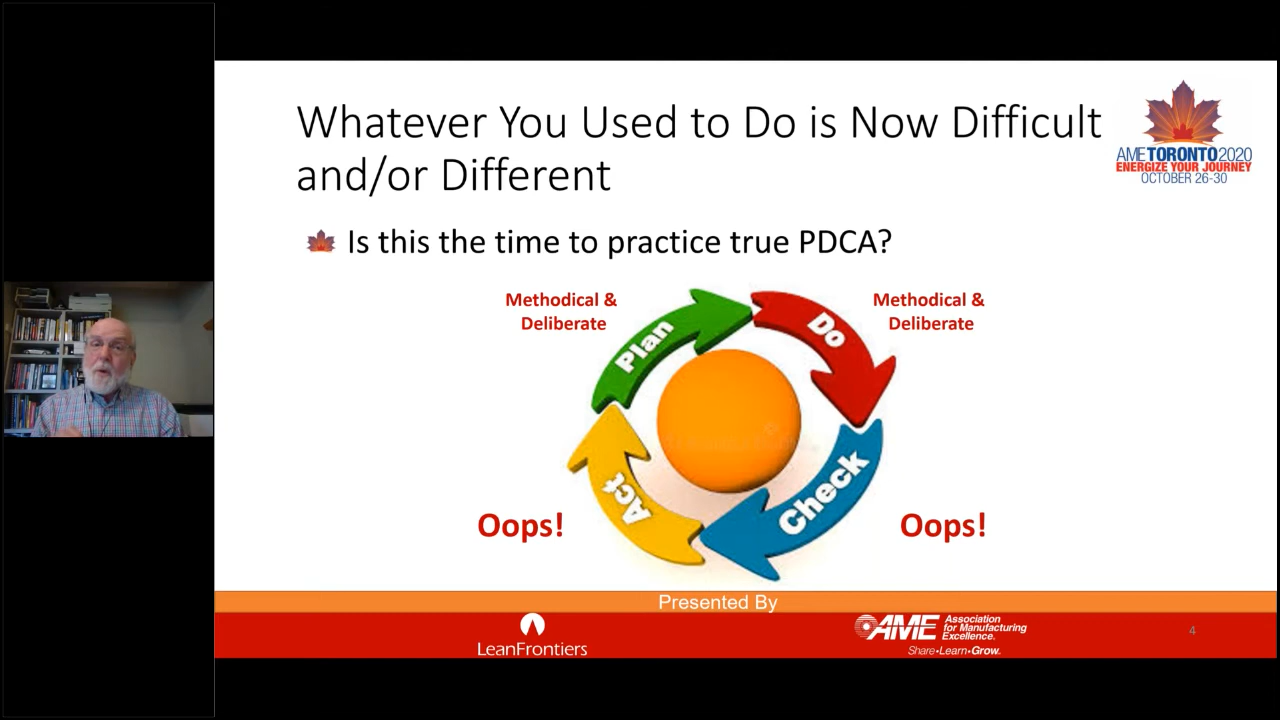 Whatever You Used to Do is Now Difficult
and/or Different
AMETORONTO2020
ENERGIZE YOUR JOURNEY
OCTOBER 26-30
Is this the time to practice true PDCA?
Methodical &
Deliberate
Methodical &
Deliberate
Plan
Do
Act
Check
Oops!
Oops!
Presented By
LeanFrontiers
AME
Association
for Manufacturing
Excellence.
Share•Learn•Grow.
4